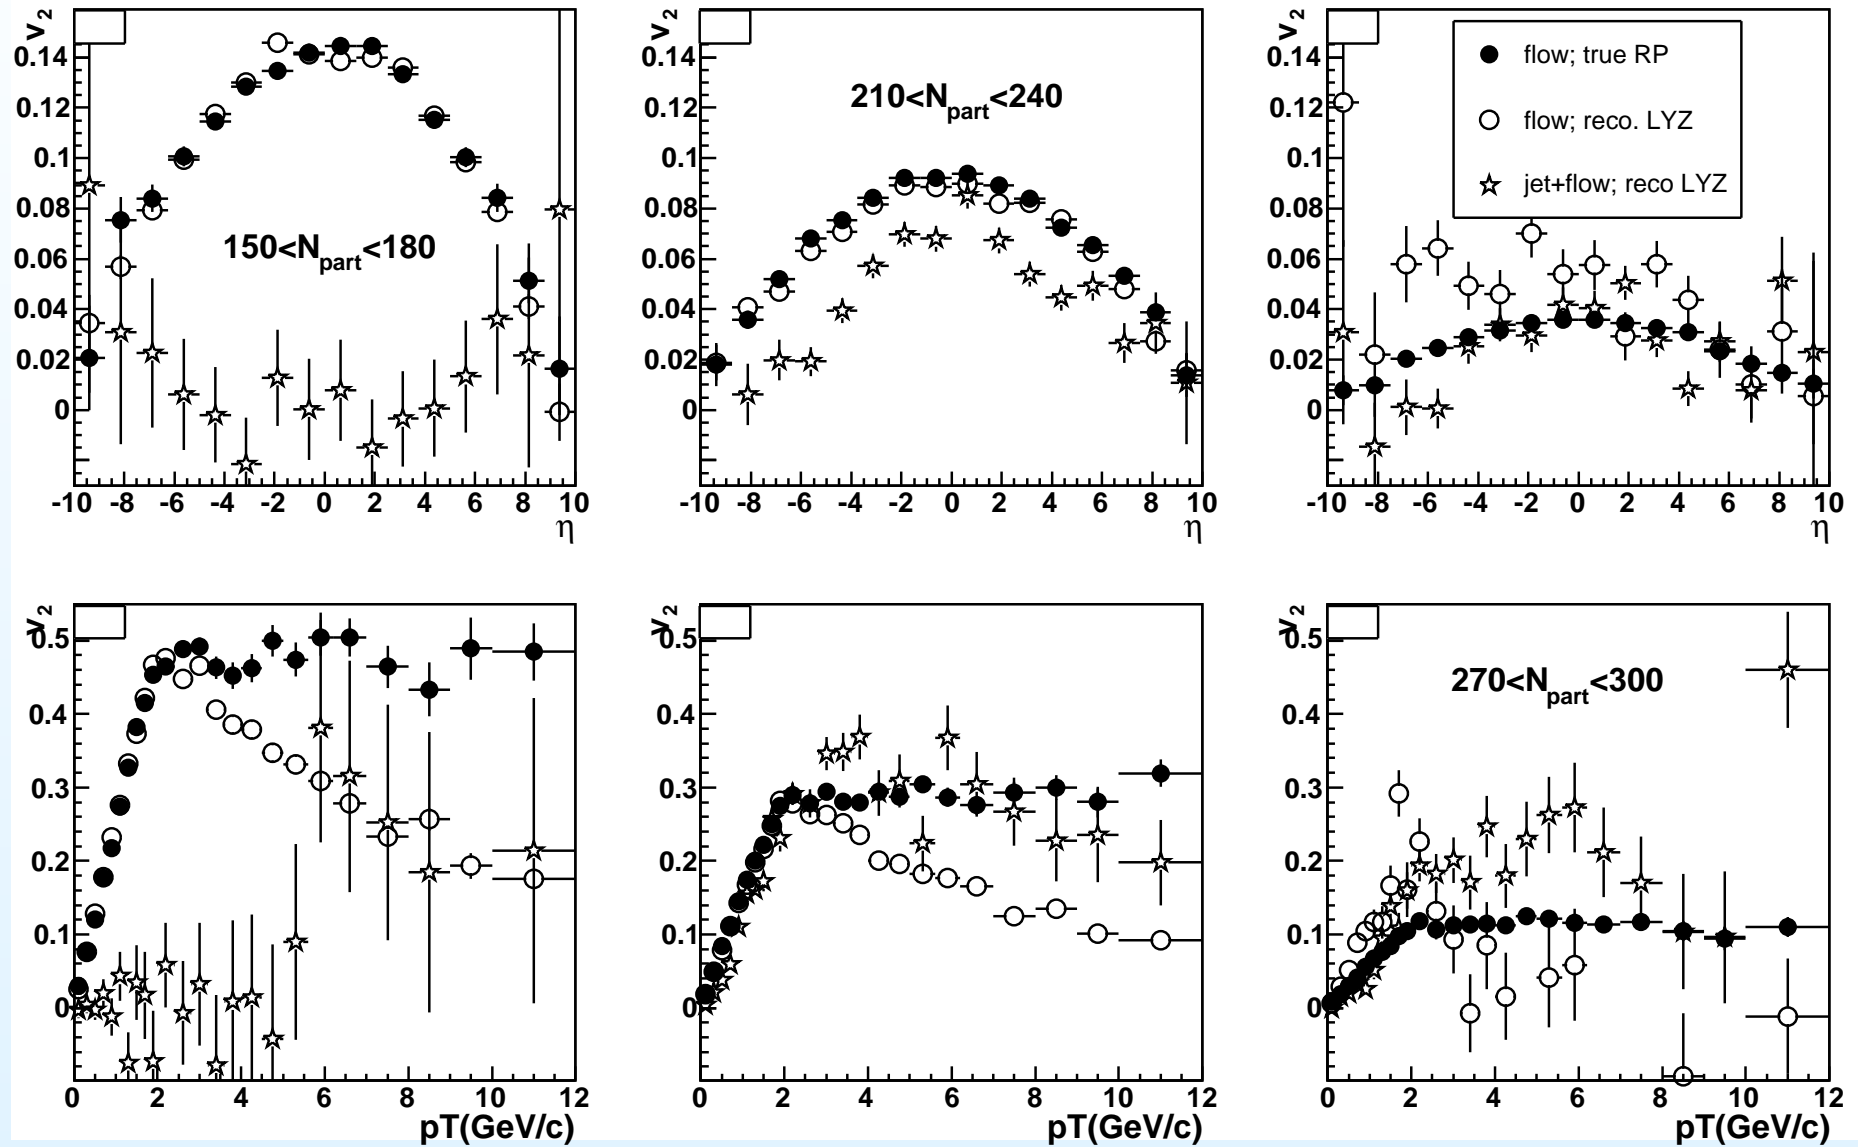 v2
0.14
0.12
0.1
0.08
0.06
0.04
0.02
0
150<Npart<180
-10 -8 -6 -4 -2 0 2 4 6 8 10
η
v2
0.14
0.12
0.1
0.08
0.06
0.04
0.02
0
210<Npart<240
-10 -8 -6 -4 -2 0 2 4 6 8 10
η
v2
0.14
0.12
0.1
0.08
0.06
0.04
0.02
0
flow; true RP
flow; reco. LYZ
jet+flow; reco LYZ
-10 -8 -6 -4 -2 0 2 4 6 8 10
η
v2
0.5
0.4
0.3
0.2
0.1
0
0 2 4 6 8 10 12
pT(GeV/c)
v2
0.5
0.4
0.3
0.2
0.1
0
0 2 4 6 8 10 12
pT(GeV/c)
v2
0.5
0.4
0.3
0.2
0.1
0
270<Npart<300
0 2 4 6 8 10 12
pT(GeV/c)